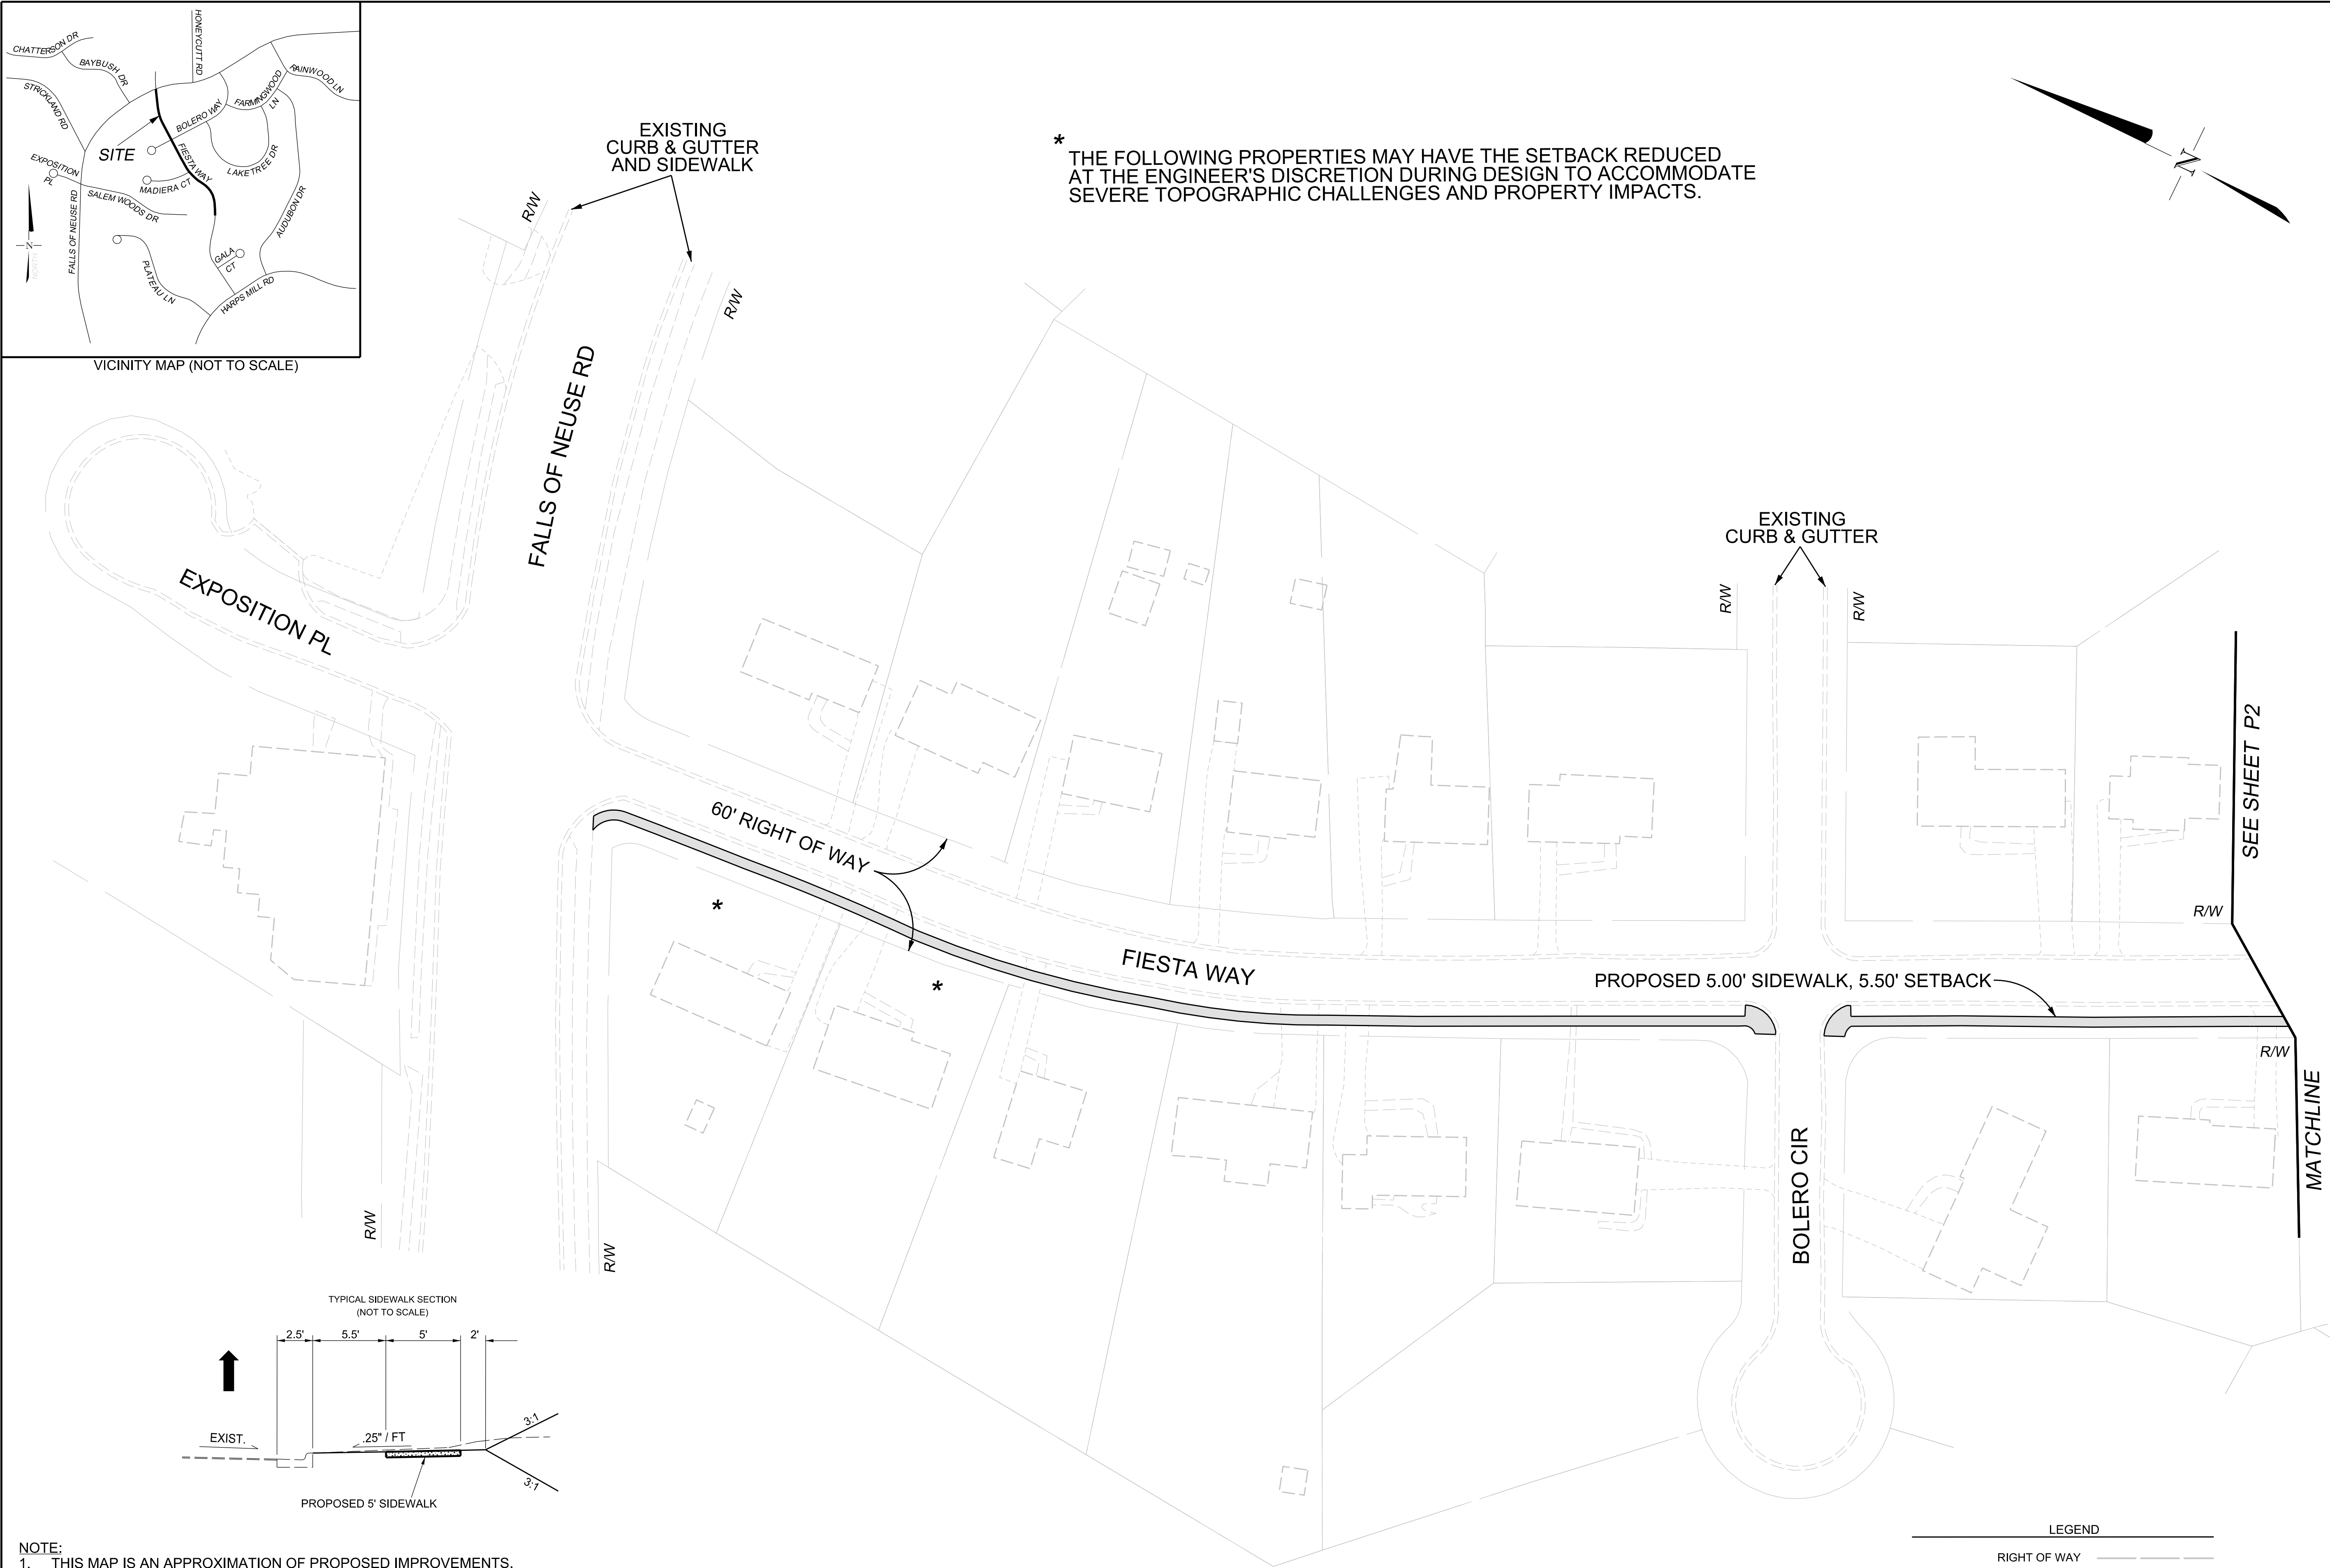 CHATTERSON DR
BAYBUSH DR
HONEYCUTT RD
STRICKLAND RD
RAINWOOD LN
FARMINGWOOD
LN
BOLERO WAY
SITE
FIESTA WAY
LAKE TREE DR
EXPOSITION
PL
MADIERA CT
SALEM WOODS DR
FALLS OF NEUSE RD
AUDUBON DR
N
NORTH
PLATEAU LN
GALA
CT
HARPS MILL RD
VICINITY MAP (NOT TO SCALE)
EXISTING
CURB & GUTTER
AND SIDEWALK
* THE FOLLOWING PROPERTIES MAY HAVE THE SETBACK REDUCED
AT THE ENGINEER'S DISCRETION DURING DESIGN TO ACCOMMODATE
SEVERE TOPOGRAPHIC CHALLENGES AND PROPERTY IMPACTS.
N
R/W
R/W
FALLS OF NEUSE RD
EXPOSITION PL
EXISTING
CURB & GUTTER
R/W
R/W
SEE SHEET P2
60' RIGHT OF WAY
*
*
FIESTA WAY
R/W
PROPOSED 5.00' SIDEWALK, 5.50' SETBACK
R/W
MATCHLINE
BOLERO CIR
R/W
R/W
TYPICAL SIDEWALK SECTION
(NOT TO SCALE)
2.5' 5.5' 5' 2'
EXIST.
.25" / FT
3:1
3:1
PROPOSED 5' SIDEWALK
NOTE:
1. THIS MAP IS AN APPROXIMATION OF PROPOSED IMPROVEMENTS.
LEGEND
RIGHT OF WAY